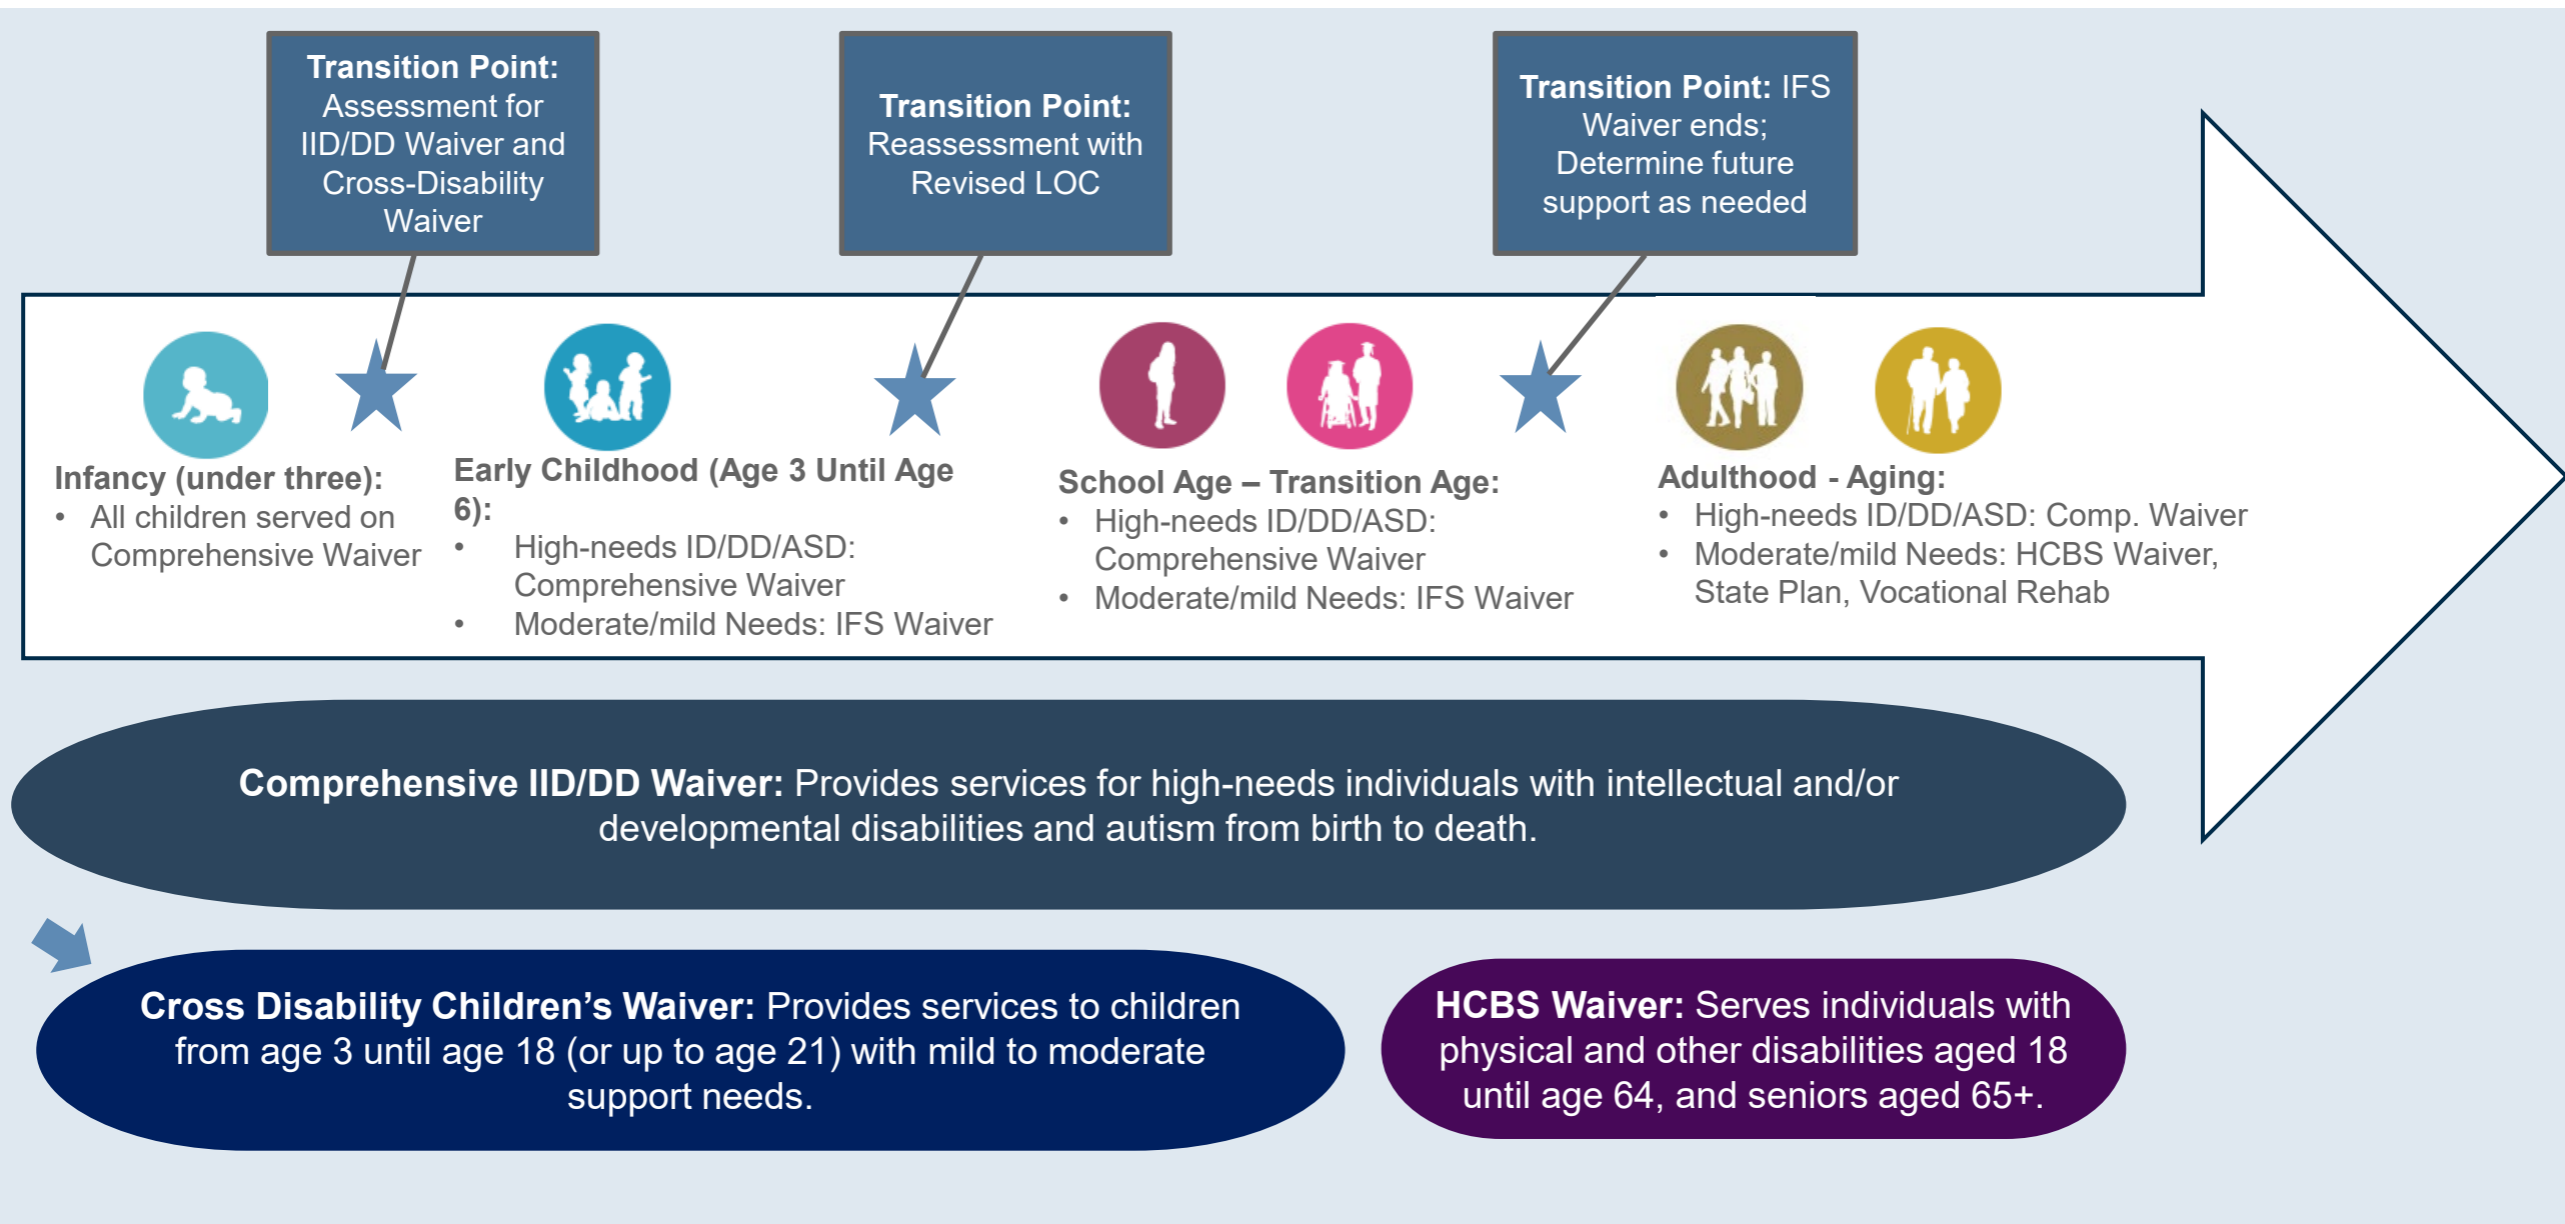 Transition Point:
Assessment for
IID/DD Waiver and
Cross-Disability
Waiver
Transition Point:
Reassessment with
Revised LOC
Transition Point: IFS
Waiver ends;
Determine future
support as needed
Infancy (under three):
• All children served on
Comprehensive Waiver
Early Childhood (Age 3 Until Age
6):
• High-needs ID/DD/ASD:
Comprehensive Waiver
• Moderate/mild Needs: IFS Waiver
School Age – Transition Age:
• High-needs ID/DD/ASD:
Comprehensive Waiver
• Moderate/mild Needs: IFS Waiver
Adulthood - Aging:
• High-needs ID/DD/ASD: Comp. Waiver
• Moderate/mild Needs: HCBS Waiver,
State Plan, Vocational Rehab
Comprehensive IID/DD Waiver: Provides services for high-needs individuals with intellectual and/or
developmental disabilities and autism from birth to death.
Cross Disability Children’s Waiver: Provides services to children
from age 3 until age 18 (or up to age 21) with mild to moderate
support needs.
HCBS Waiver: Serves individuals with
physical and other disabilities aged 18
until age 64, and seniors aged 65+.